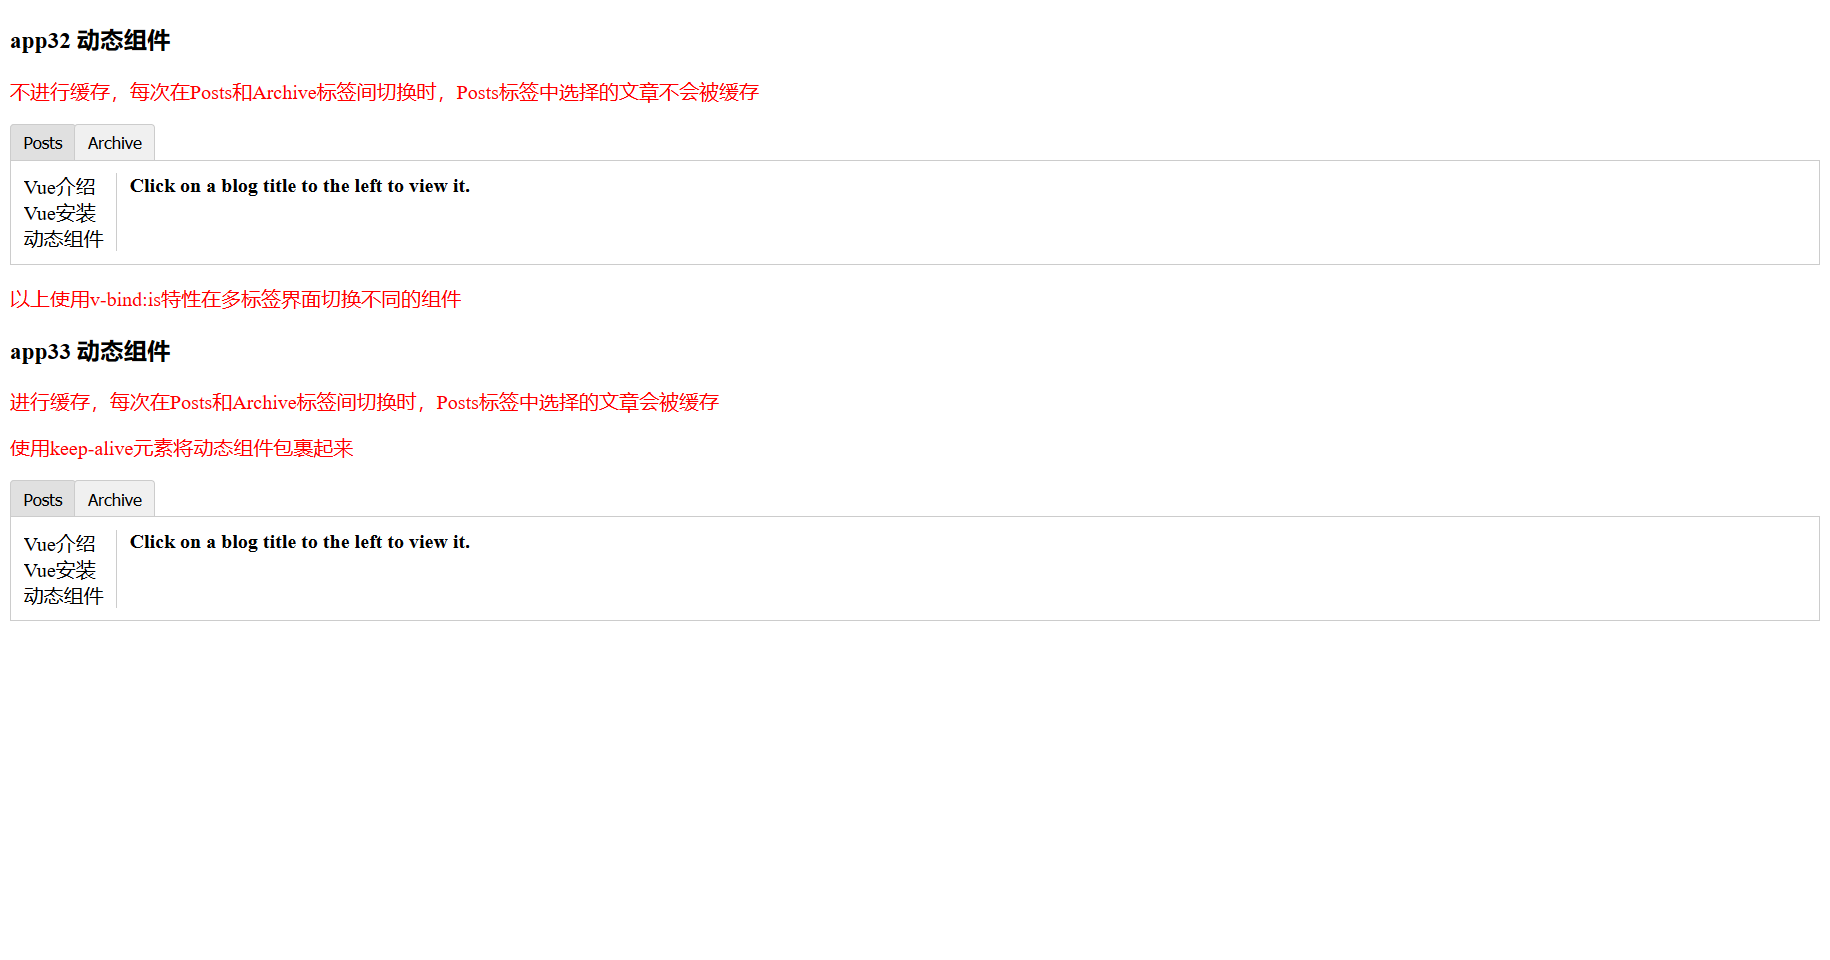 app32 动态组件
不进行缓存，每次在Posts和Archive标签间切换时，Posts标签中选择的文章不会被缓存
Posts Archive
Vue介绍 Click on a blog title to the left to view it.
Vue安装
动态组件
以上使用v-bind:is特性在多标签界面切换不同的组件
app33 动态组件
进行缓存，每次在Posts和Archive标签间切换时，Posts标签中选择的文章会被缓存
使用keep-alive元素将动态组件包裹起来
Posts Archive
Vue介绍 Click on a blog title to the left to view it.
Vue安装
动态组件